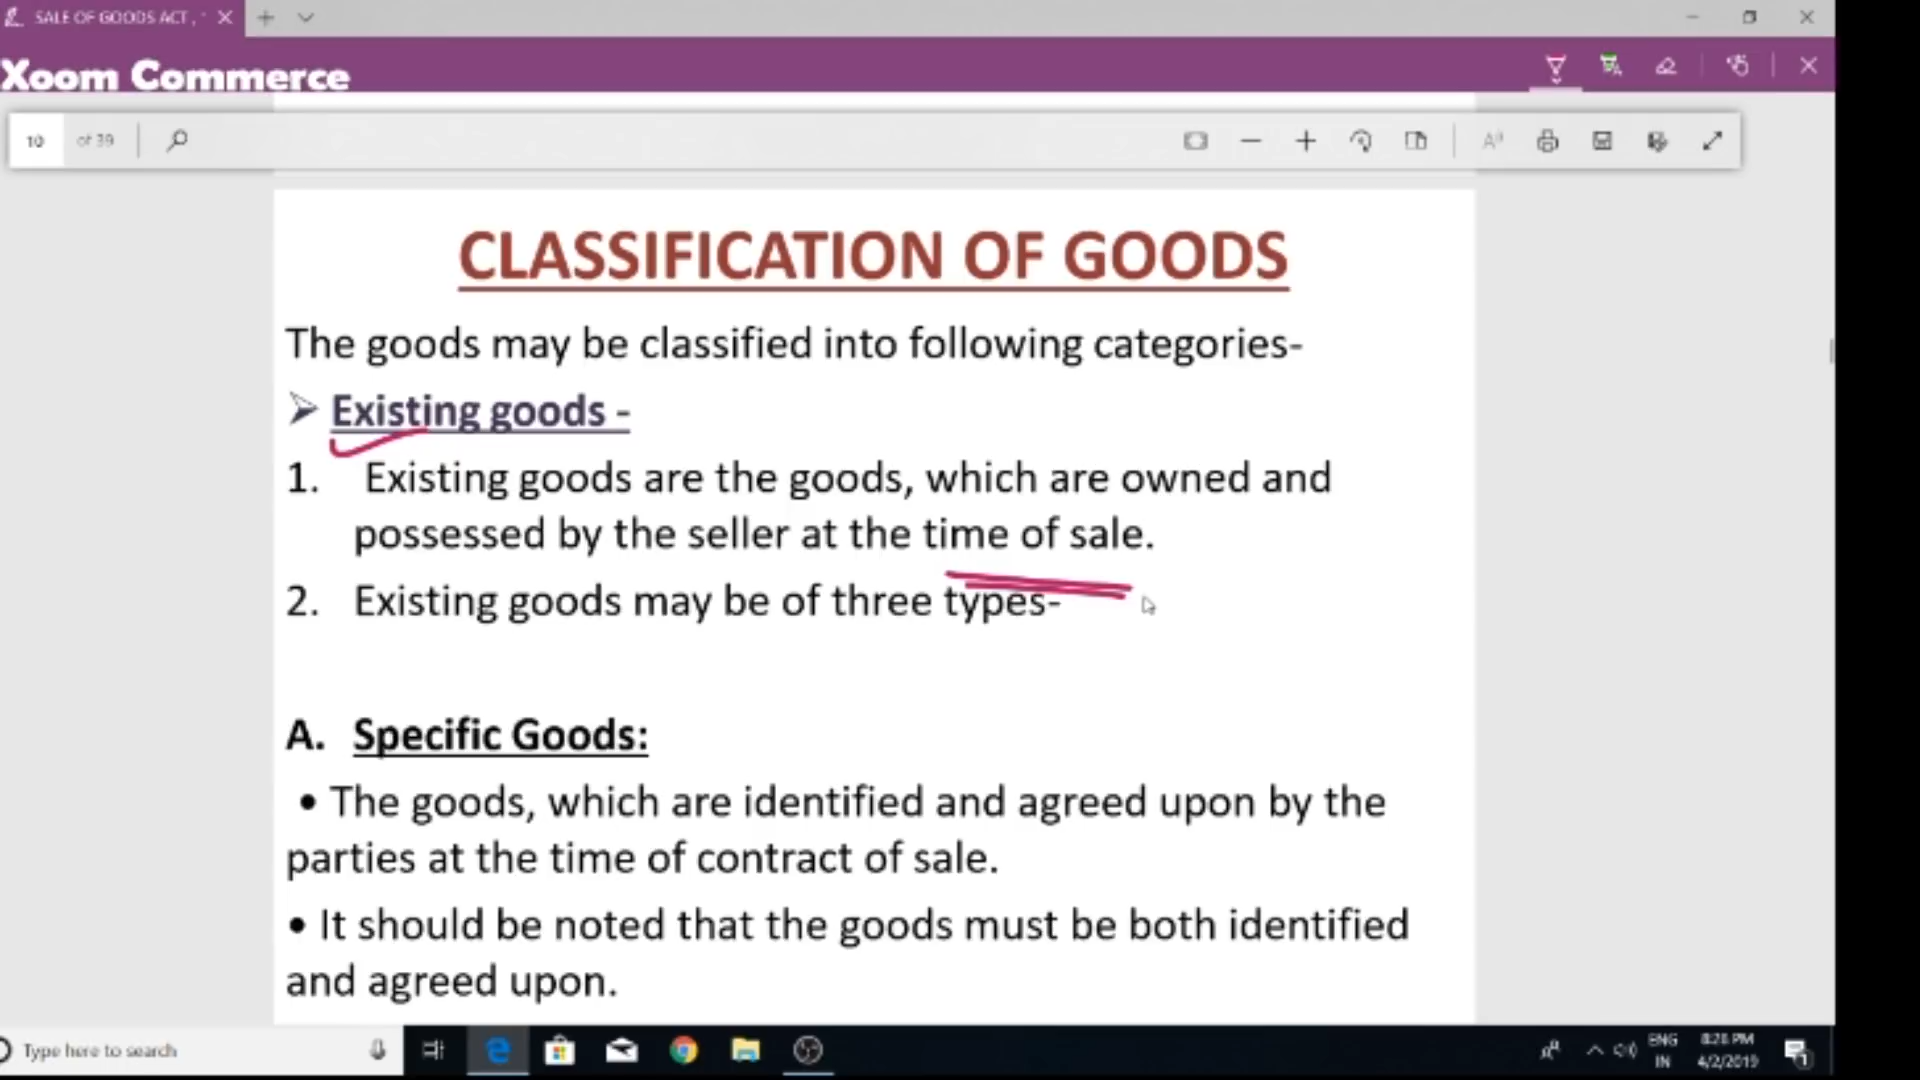 SALE OF GOODS ACT ,
Xoom Commerce
10 of 39
CLASSIFICATION OF GOODS
The goods may be classified into following categories-
➢ Existing goods -
1. Existing goods are the goods, which are owned and
possessed by the seller at the time of sale.
2. Existing goods may be of three types-
A. Specific Goods:
• The goods, which are identified and agreed upon by the
parties at the time of contract of sale.
• It should be noted that the goods must be both identified
and agreed upon.
Type here to search
ENG
IN
8:28 PM
4/2/2019